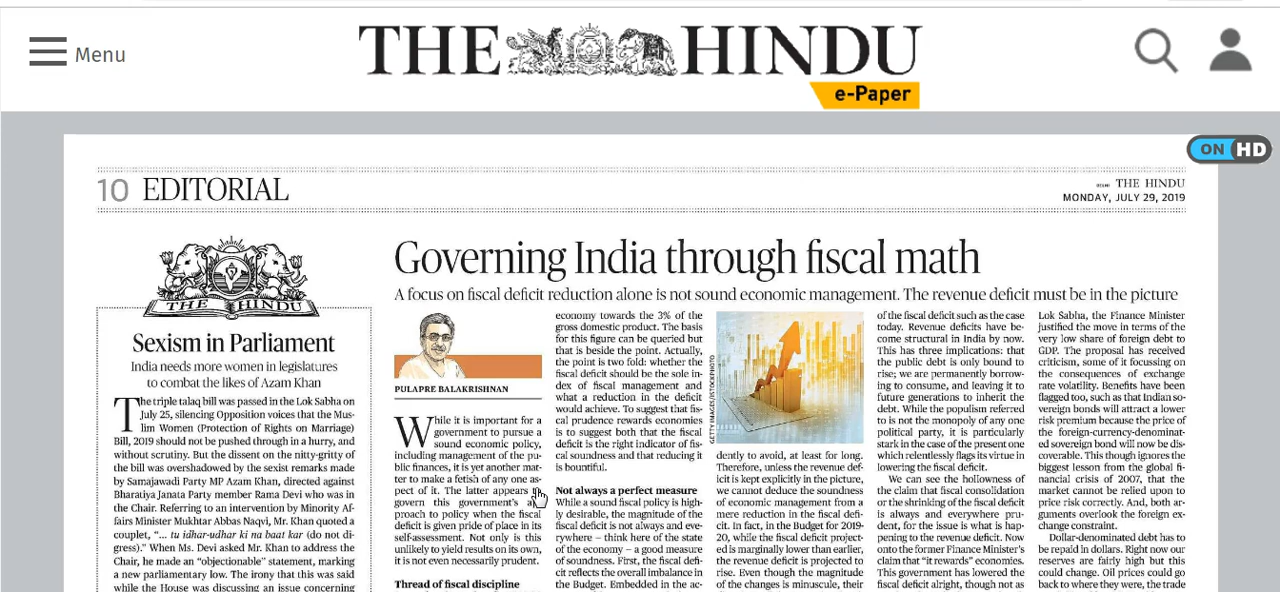 Menu
THE HINDU
e-Paper
ON HD
10 EDITORIAL
THE HINDU
MONDAY, JULY 29, 2019
THE HINDU
Sexism in Parliament
India needs more women in legislatures
to combat the likes of Azam Khan
The triple talaq bill was passed in the Lok Sabha on
July 25, silencing Opposition voices that the Mus-
lim Women (Protection of Rights on Marriage)
Bill, 2019 should not be pushed through in a hurry, and
without scrutiny. But the dissent on the nitty-gritty of
the bill was overshadowed by the sexist remarks made
by Samajawadi Party MP Azam Khan, directed against
Bharatiya Janata Party member Rama Devi who was in
the Chair. Referring to an intervention by Minority Af-
fairs Minister Mukhtar Abbas Naqvi, Mr. Khan quoted a
couplet, “... tu idhar-udhar ki na baat kar (do not di-
gress).” When Ms. Devi asked Mr. Khan to address the
Chair, he made an “objectionable” statement, marking
a new parliamentary low. The irony that this was said
while the House was discussing an issue concerning
Governing India through fiscal math
A focus on fiscal deficit reduction alone is not sound economic management. The revenue deficit must be in the picture
PULAPRE BALAKRISHNAN
While it is important for a
government to pursue a
sound economic policy,
including management of the pu-
blic finances, it is yet another mat-
ter to make a fetish of any one as-
pect of it. The latter appears
govern this government's ap-
proach to policy when the fiscal
deficit is given pride of place in its
self-assessment. Not only is this
unlikely to yield results on its own,
it is not even necessarily prudent.
Thread of fiscal discipline
economy towards the 3% of the
gross domestic product. The basis
for this figure can be queried but
that is beside the point. Actually,
the point is two fold: whether the
fiscal deficit should be the sole in-
dex of fiscal management and
what a reduction in the deficit
would achieve. To suggest that fis-
cal prudence rewards economies
is to suggest both that the fiscal
deficit is the right indicator of fis-
cal soundness and that reducing it
is bountiful.
Not always a perfect measure
While a sound fiscal policy is high-
ly desirable, the magnitude of the
fiscal deficit is not always and eve-
rywhere – think here of the state
of the economy – a good measure
of soundness. First, the fiscal defi-
cit reflects the overall imbalance in
the Budget. Embedded in the ac-
GETTY IMAGES/ISTOCKPHOTO
dently to avoid, at least for long.
Therefore, unless the revenue def-
icit is kept explicitly in the picture,
we cannot deduce the soundness
of economic management from a
mere reduction in the fiscal defi-
cit. In fact, in the Budget for 2019-
20, while the fiscal deficit project-
ed is marginally lower than earlier,
the revenue deficit is projected to
rise. Even though the magnitude
of the changes is minuscule, their
of the fiscal deficit such as the case
today. Revenue deficits have be-
come structural in India by now.
This has three implications: that
the public debt is only bound to
rise; we are permanently borrow-
ing to consume, and leaving it to
future generations to inherit the
debt. While the populism referred
to is not the monopoly of any one
political party, it is particularly
stark in the case of the present one
which relentlessly flags its virtue in
lowering the fiscal deficit.
We can see the hollowness of
the claim that fiscal consolidation
or the shrinking of the fiscal deficit
is always and everywhere pru-
dent, for the issue is what is hap-
pening to the revenue deficit. Now
onto the former Finance Minister's
claim that “it rewards” economies.
This government has lowered the
fiscal deficit alright, though not as
Lok Sabha, the Finance Minister
justified the move in terms of the
very low share of foreign debt to
GDP. The proposal has received
criticism, some of it focussing on
the consequences of exchange
rate volatility. Benefits have been
flagged too, such as that Indian so-
vereign bonds will attract a lower
risk premium because the price of
the foreign-currency-denominat-
ed sovereign bond will now be dis-
coverable. This though ignores the
biggest lesson from the global fi-
nancial crisis of 2007, that the
market cannot be relied upon to
price risk correctly. And, both ar-
guments overlook the foreign ex-
change constraint.
Dollar-denominated debt has to
be repaid in dollars. Right now our
reserves are fairly high but this
could change. Oil prices could go
back to where they were, the trade